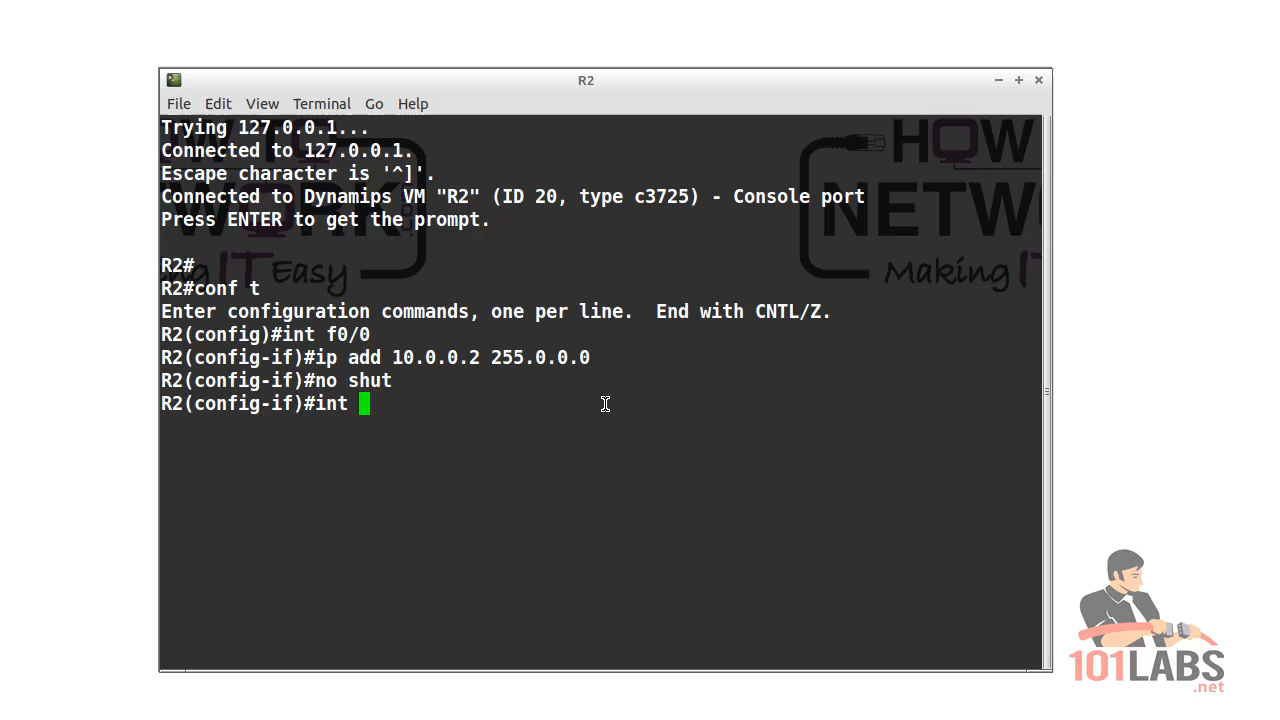 R2
File Edit View Terminal Go Help
Trying 127.0.0.1...
Connected to 127.0.0.1.
Escape character is '^]'.
Connected to Dynamips VM "R2" (ID 20, type c3725) - Console port
Press ENTER to get the prompt.
R2#
R2#conf t
Enter configuration commands, one per line.  End with CNTL/Z.
R2(config)#int f0/0
R2(config-if)#ip add 10.0.0.2 255.0.0.0
R2(config-if)#no shut
R2(config-if)#int
HOW
NETWO
Making IT
IT Easy
101LABS
.net